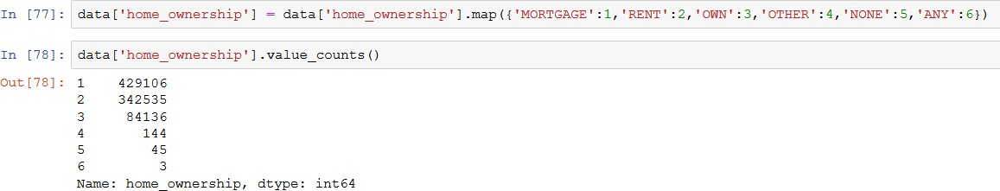 In [77]: data['home_ownership'] = data['home_ownership'].map({'MORTGAGE':1,'RENT':2,'OWN':3,'OTHER':4,'NONE':5,'ANY':6})
In [78]: data['home_ownership'].value_counts()
Out[78]: 1    429106
2    342535
3     84136
4       144
5        45
6         3
Name: home_ownership, dtype: int64